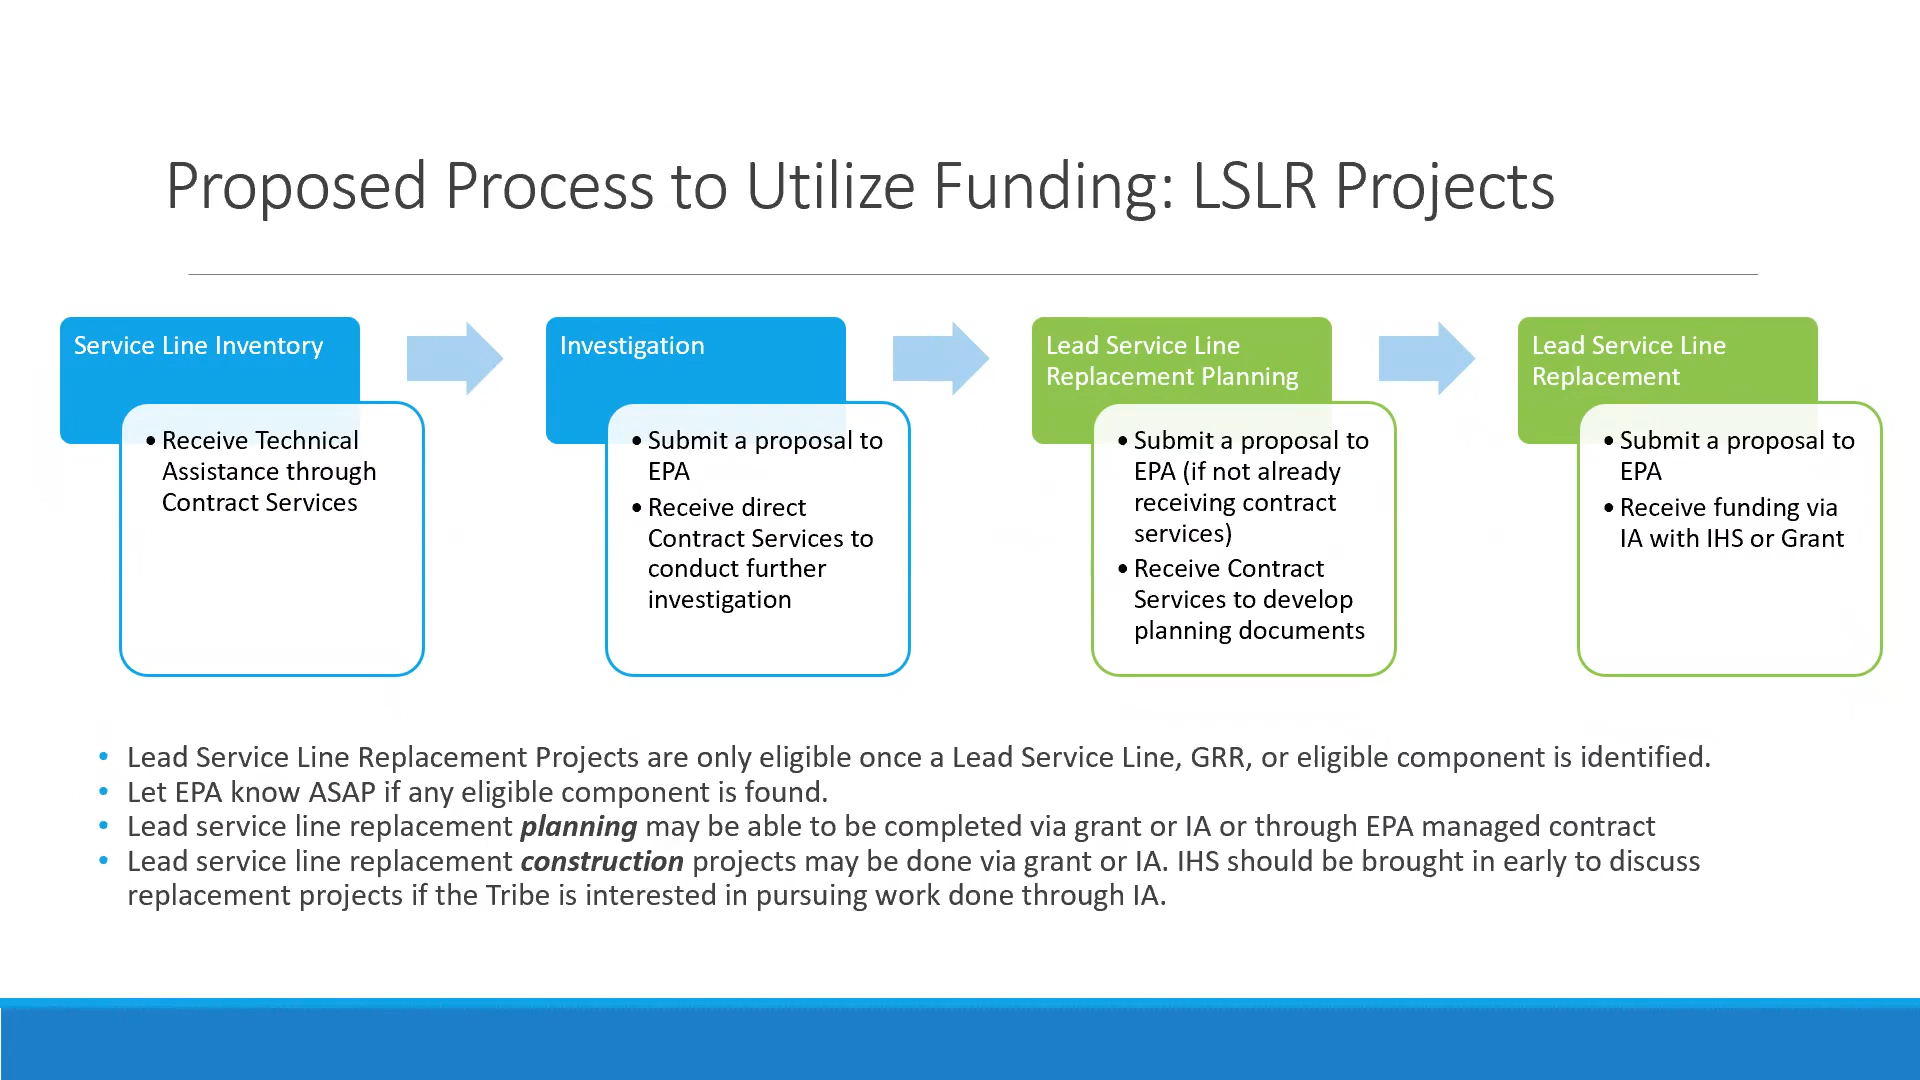 Proposed Process to Utilize Funding: LSLR Projects
Service Line Inventory
• Receive Technical
Assistance through
Contract Services
Investigation
• Submit a proposal to
EPA
• Receive direct
Contract Services to
conduct further
investigation
Lead Service Line
Replacement Planning
• Submit a proposal to
EPA (if not already
receiving contract
services)
• Receive Contract
Services to develop
planning documents
Lead Service Line
Replacement
• Submit a proposal to
EPA
• Receive funding via
IA with IHS or Grant
• Lead Service Line Replacement Projects are only eligible once a Lead Service Line, GRR, or eligible component is identified.
• Let EPA know ASAP if any eligible component is found.
• Lead service line replacement planning may be able to be completed via grant or IA or through EPA managed contract
• Lead service line replacement construction projects may be done via grant or IA. IHS should be brought in early to discuss
replacement projects if the Tribe is interested in pursuing work done through IA.